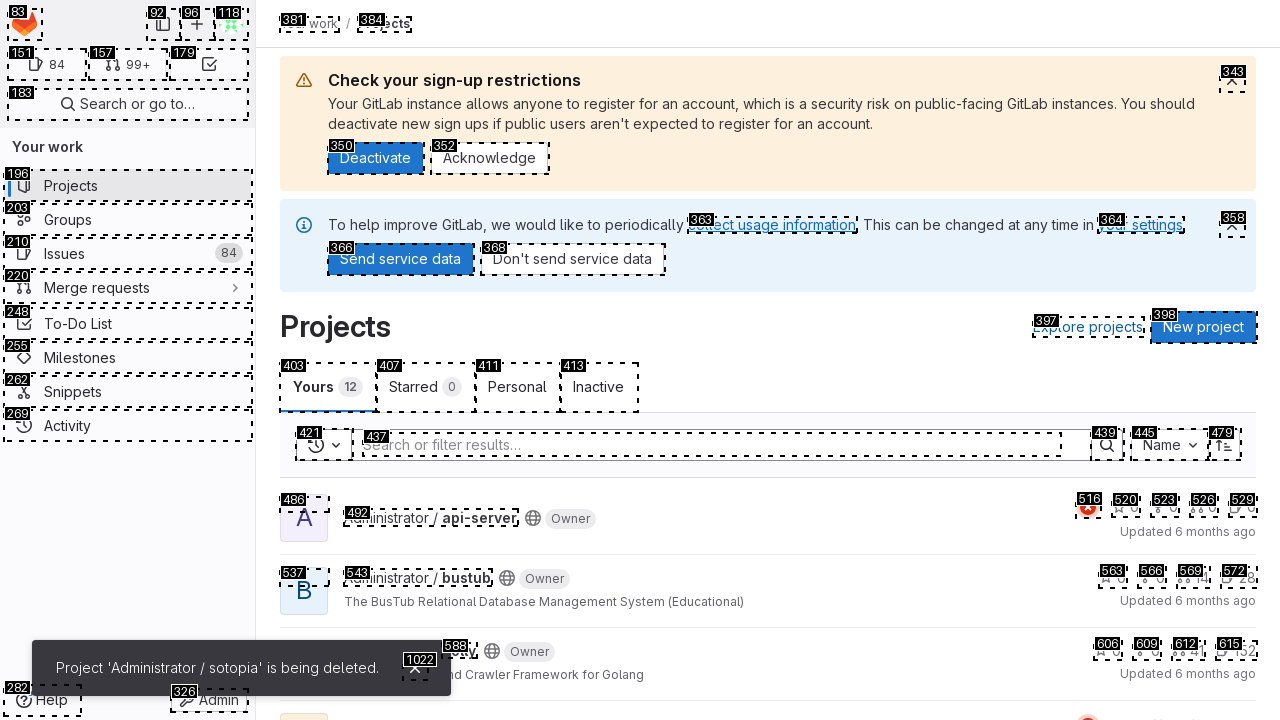 83
92
96
118
151
84
157
99+
179
183
Search or go to…
Your work
196
Projects
203
Groups
210
Issues
84
220
Merge requests
248
To-Do List
255
Milestones
262
Snippets
269
Activity
282
Help
326
Admin
381
Your work
/
384
Projects
Check your sign-up restrictions
343
Your GitLab instance allows anyone to register for an account, which is a security risk on public-facing GitLab instances. You should
deactivate new sign ups if public users aren't expected to register for an account.
350
Deactivate
352
Acknowledge
To help improve GitLab, we would like to periodically
363
collect usage information
. This can be changed at any time in
364
your settings
.
358
366
Send service data
368
Don't send service data
Projects
397
Explore projects
398
New project
403
Yours
12
407
Starred
0
411
Personal
413
Inactive
421
437
Search or filter results…
439
445
Name
479
486
A
492
Administrator / api-server
Owner
516
520
0
523
0
526
0
529
0
Updated 6 months ago
537
B
543
Administrator / bustub
Owner
563
0
566
0
569
14
572
28
The BusTub Relational Database Management System (Educational)
Updated 6 months ago
588
Owner
606
0
609
0
612
41
615
132
and Crawler Framework for Golang
Updated 6 months ago
Project 'Administrator / sotopia' is being deleted.
1022